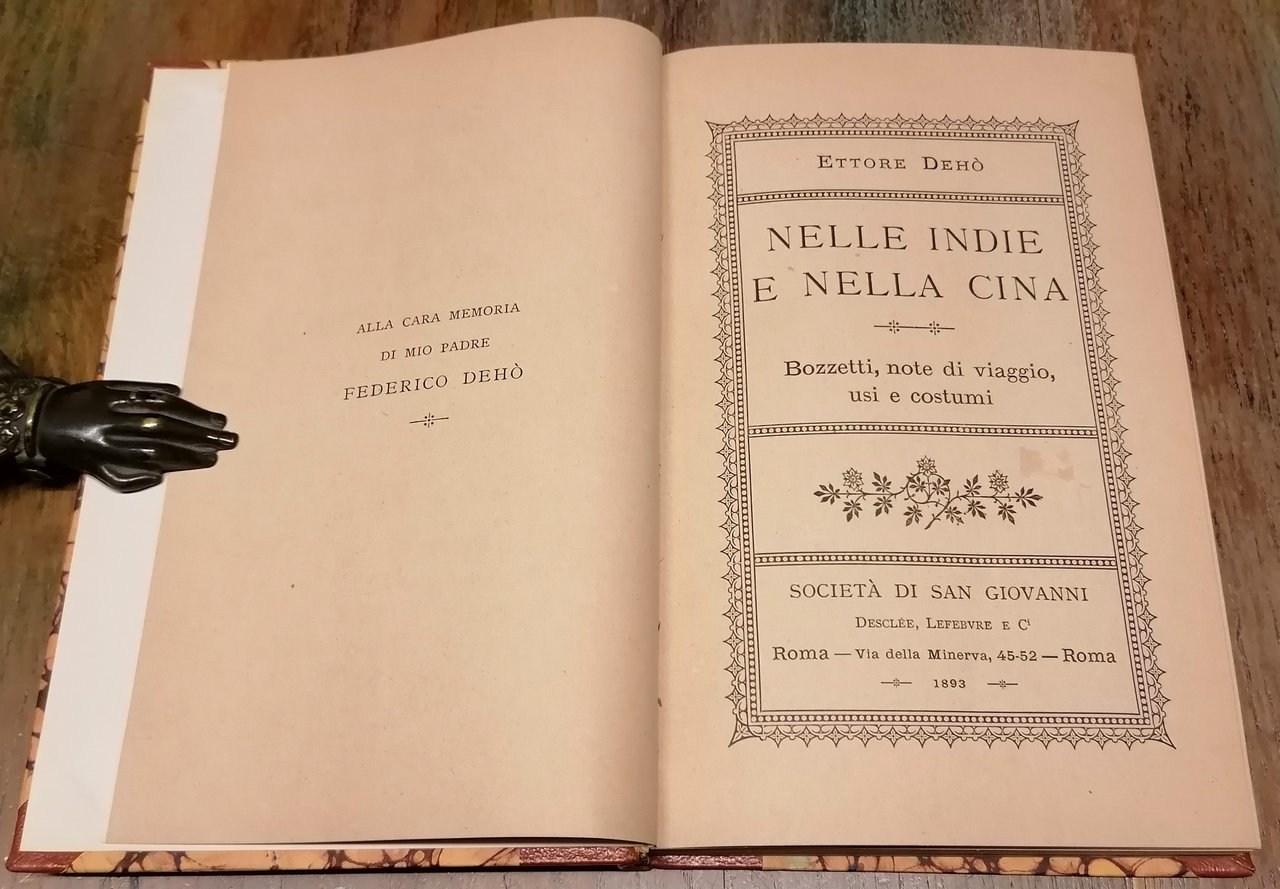 ALLA CARA MEMORIA
DI MIO PADRE
FEDERICO DEHÒ
ETTORE DEHÒ
NELLE INDIE
E NELLA CINA
Bozzetti, note di viaggio,
usi e costumi
SOCIETÀ DI SAN GIOVANNI
DESCLÉE, LEFEBVRE E Cⁱ
Roma — Via della Minerva, 45-52 — Roma
1893